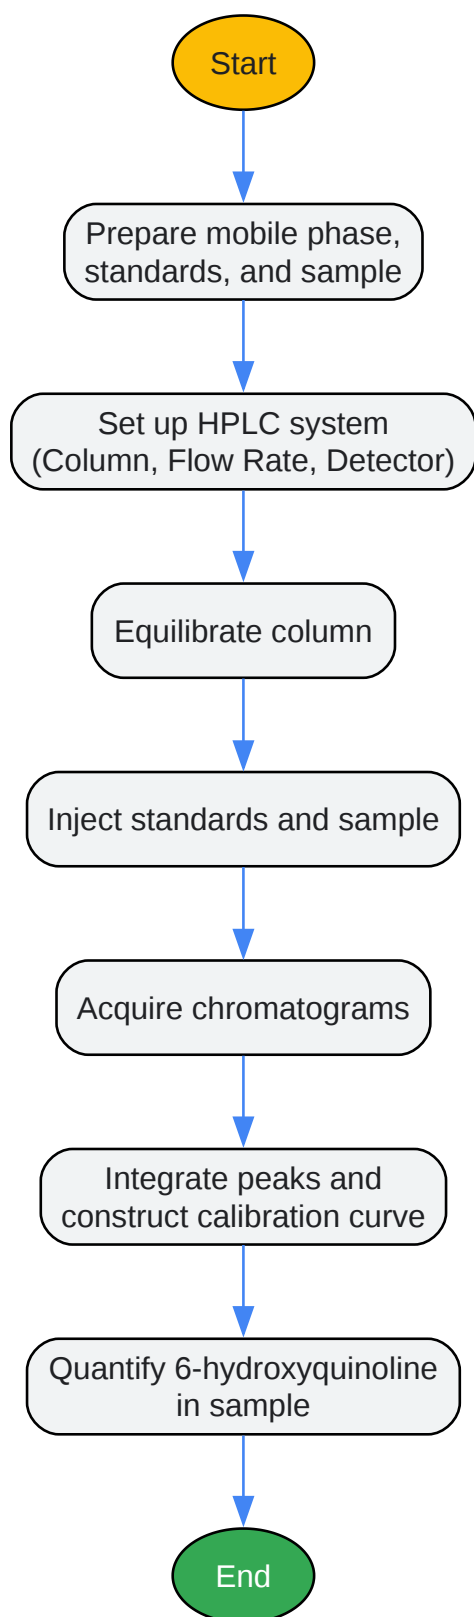 Start
Prepare mobile phase,
standards, and sample
Set up HPLC system
(Column, Flow Rate, Detector)
Equilibrate column
Inject standards and sample
Acquire chromatograms
Integrate peaks and
construct calibration curve
Quantify 6-hydroxyquinoline
in sample
End